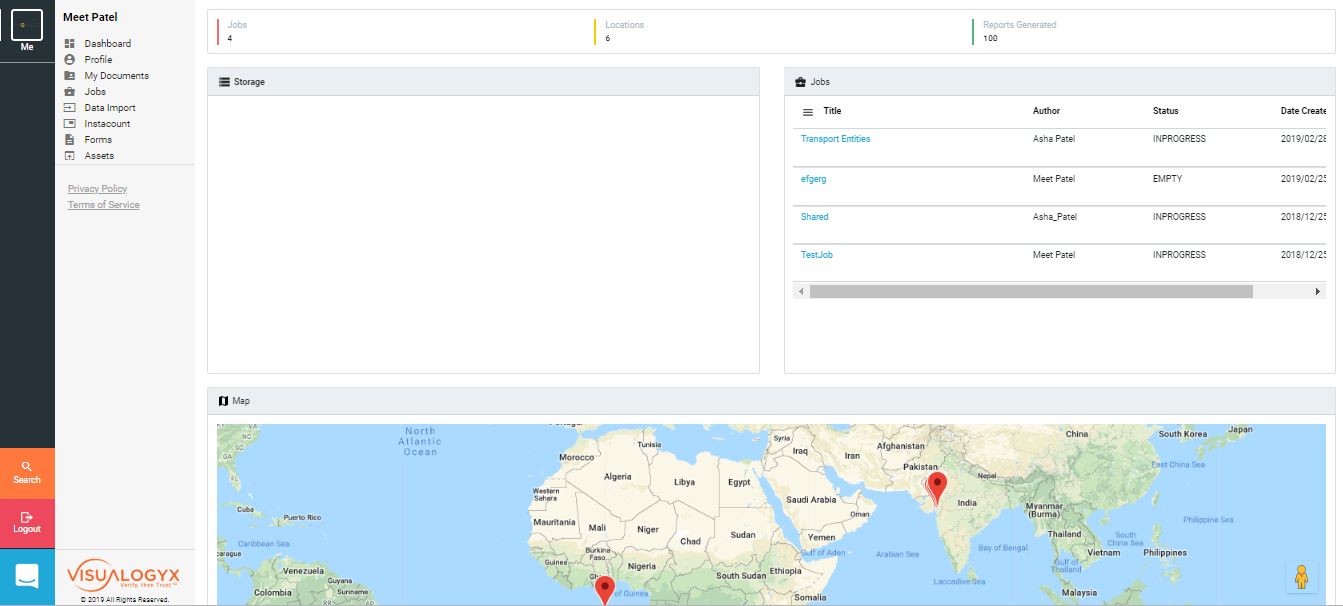 Me
Meet Patel
Dashboard
Profile
My Documents
Jobs
Data Import
Instacount
Forms
Assets
Privacy Policy
Terms of Service
Search
Logout
VISUALOGYX
Verify, then Trust™
© 2019 All Rights Reserved.
Jobs
4
Locations
6
Reports Generated
100
Storage
Jobs
Title Author Status Date Create
Transport Entities Asha Patel INPROGRESS 2019/02/28
efgerg Meet Patel EMPTY 2019/02/25
Shared Asha_Patel INPROGRESS 2018/12/25
TestJob Meet Patel INPROGRESS 2018/12/25
Map
VA
NC
SC
GA
North
Atlantic
Ocean
Tunisia
Morocco
Algeria
Libya
Egypt
Western
Sahara
Mauritania
Mali
Niger
Chad
Sudan
Burkina
Faso
Guinea
Nigeria
South Sudan
Ethiopia
Somalia
of Guinea
Syria
Iraq
Iran
Afghanistan
Pakistan
Nepal
India
Saudi Arabia
Oman
Yemen
Gulf of Aden
Arabian Sea
Bay of Bengal
Laccadive Sea
Myanmar
(Burma)
Thailand
Vietnam
Gulf of
Thailand
Malaysia
South
China Sea
Philippines
Philippine Sea
East China Sea
China
South Korea
Japan
Cuba
Puerto Rico
Caribbean Sea
Venezuela
Guyana
Suriname
Colombia